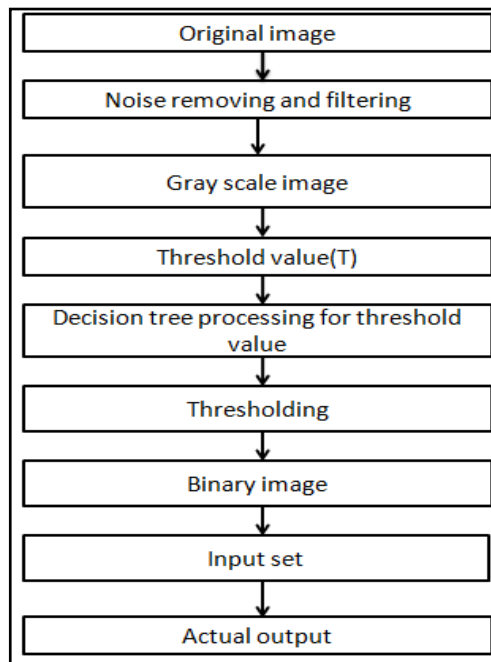 Original image
Noise removing and filtering
Gray scale image
Threshold value(T)
Decision tree processing for threshold
value
Thresholding
Binary image
Input set
Actual output